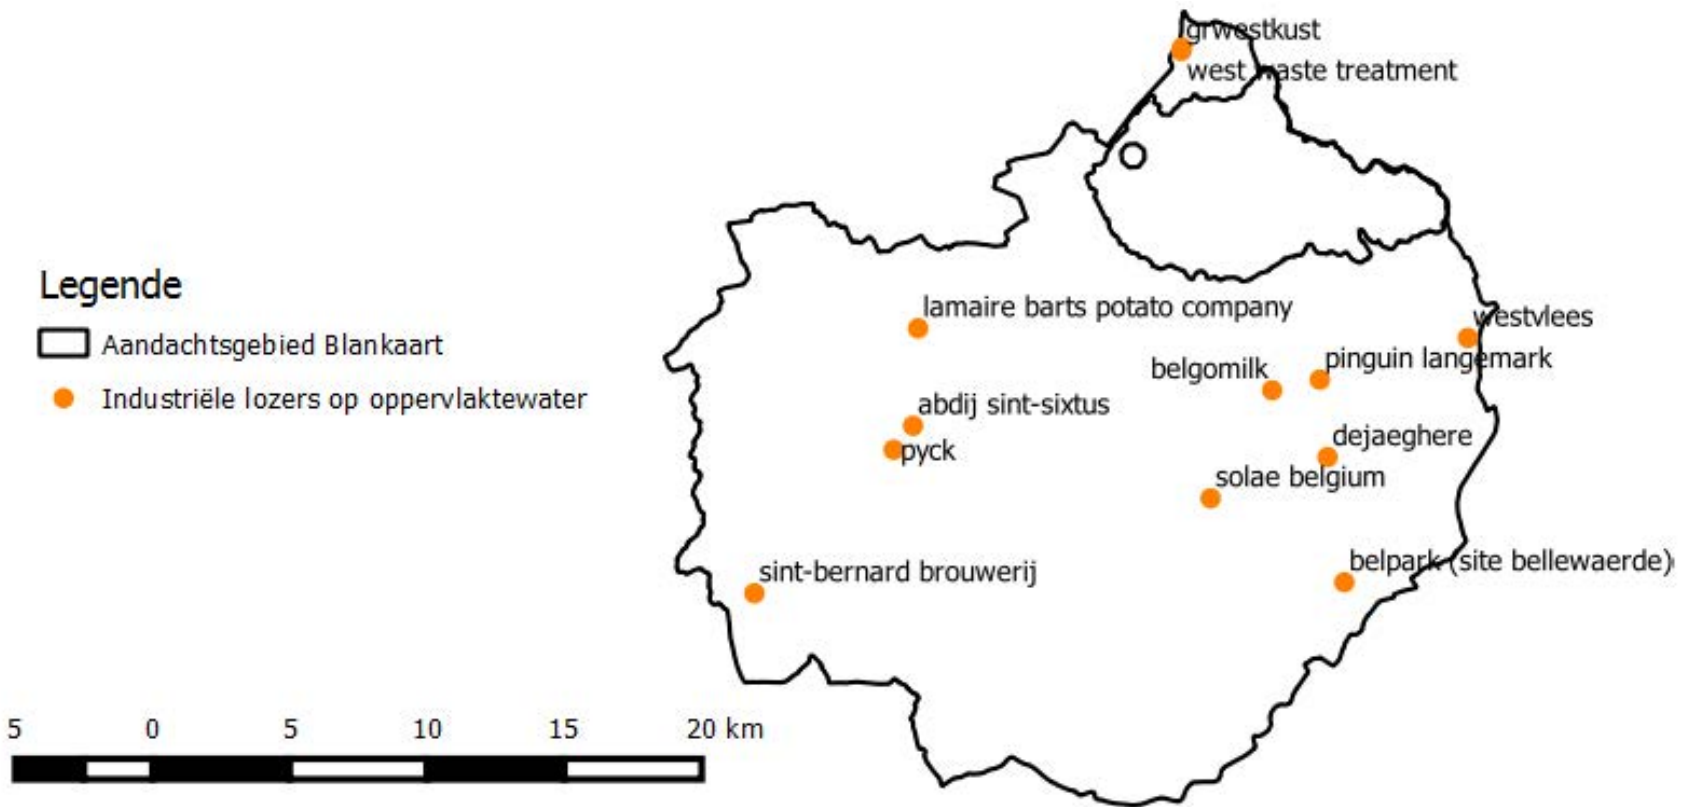 grwestkust
west waste treatment
Legende
Aandachtsgebied Blankaart
Industriële lozers op oppervlaktewater
lamaire barts potato company
westvlees
pinguin langemark
belgomilk
abdij sint-sixtus
dejaeghere
pyck
solae belgium
belpark (site bellewaerde)
sint-bernard brouwerij
5 0 5 10 15 20 km